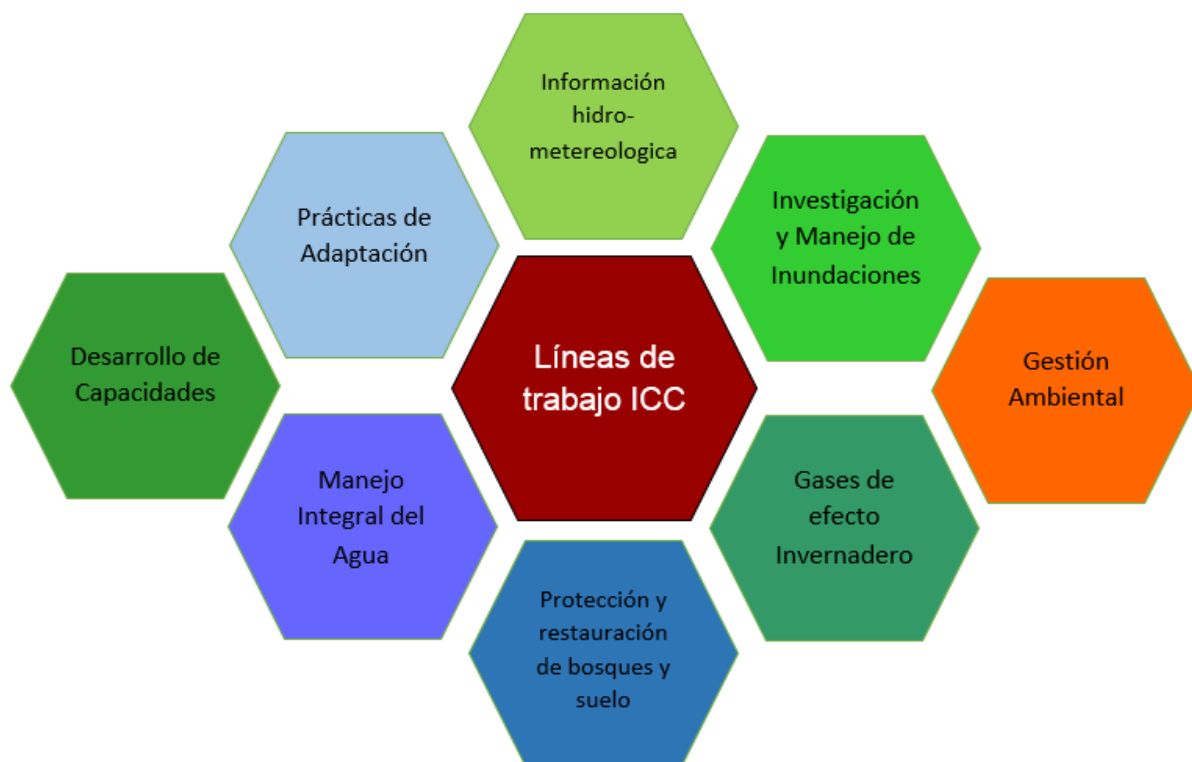 Información
hidro-
metereologica
Prácticas de
Adaptación
Investigación
y Manejo de
Inundaciones
Desarrollo de
Capacidades
Líneas de
trabajo ICC
Gestión
Ambiental
Manejo
Integral del
Agua
Gases de
efecto
Invernadero
Protección y
restauración
de bosques y
suelo